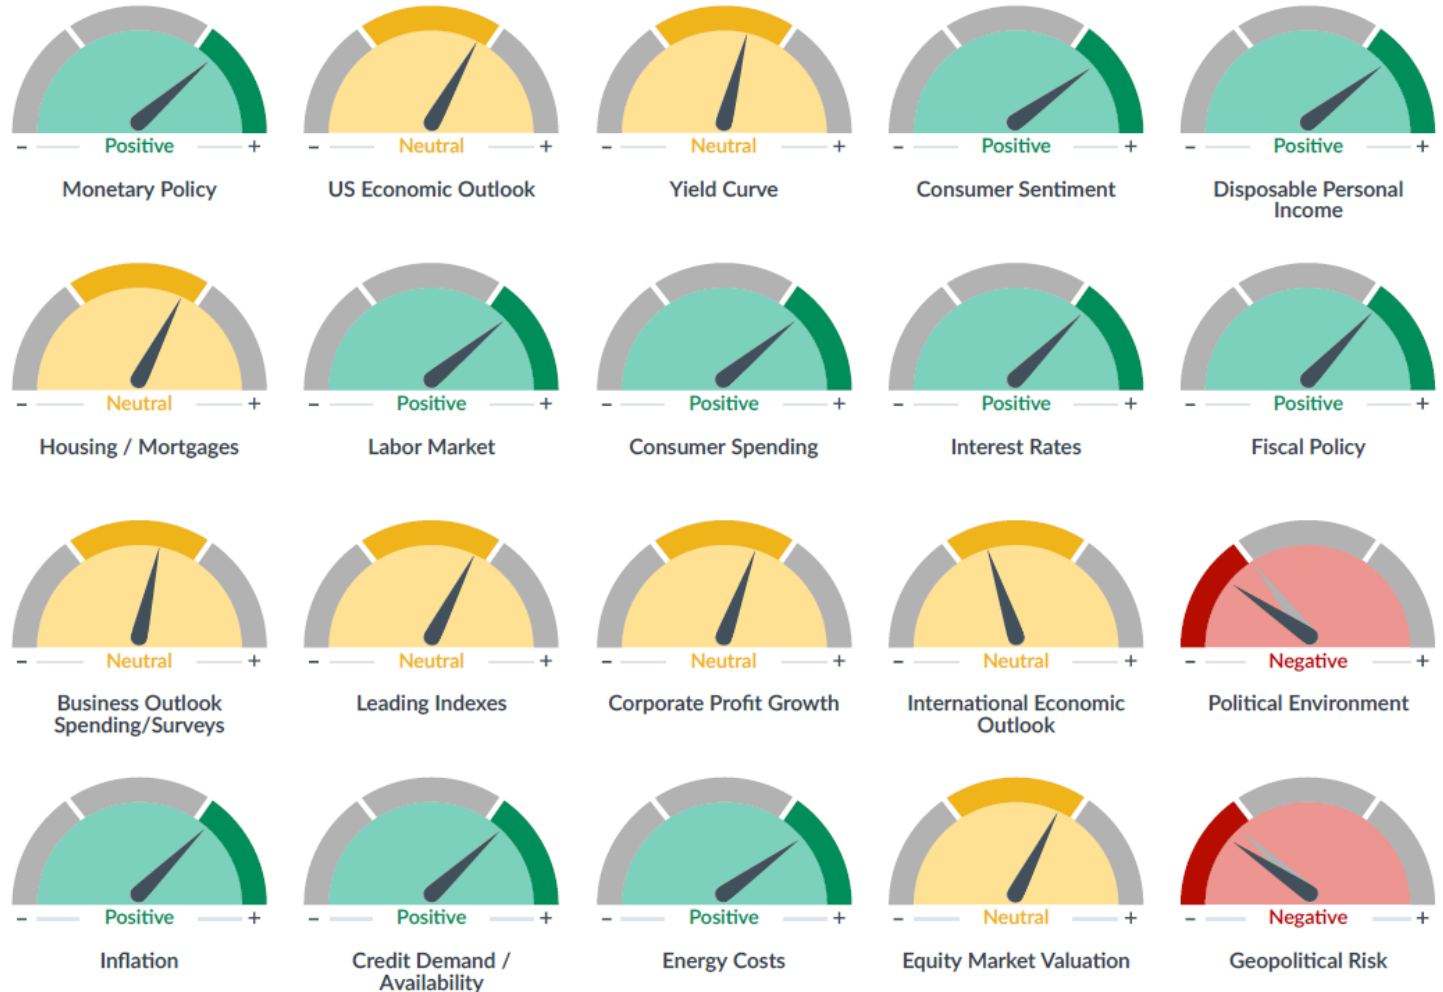 - Positive +
Monetary Policy
- Neutral +
US Economic Outlook
- Neutral +
Yield Curve
- Positive +
Consumer Sentiment
- Positive +
Disposable Personal
Income
- Neutral +
Housing / Mortgages
- Positive +
Labor Market
- Positive +
Consumer Spending
- Positive +
Interest Rates
- Positive +
Fiscal Policy
- Neutral +
Business Outlook
Spending/Surveys
- Neutral +
Leading Indexes
- Neutral +
Corporate Profit Growth
- Neutral +
International Economic
Outlook
- Negative +
Political Environment
- Positive +
Inflation
- Positive +
Credit Demand /
Availability
- Positive +
Energy Costs
- Neutral +
Equity Market Valuation
- Negative +
Geopolitical Risk